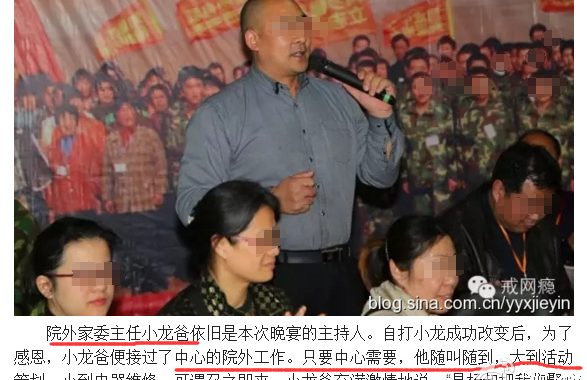 戒网瘾
blog.sina.com.cn/yyxjieyin
院外家委主任小龙爸依旧是本次晚宴的主持人。自打小龙成功改变后，为了
感恩，小龙爸便接过了中心的院外工作。只要中心需要，他随叫随到，大到活动